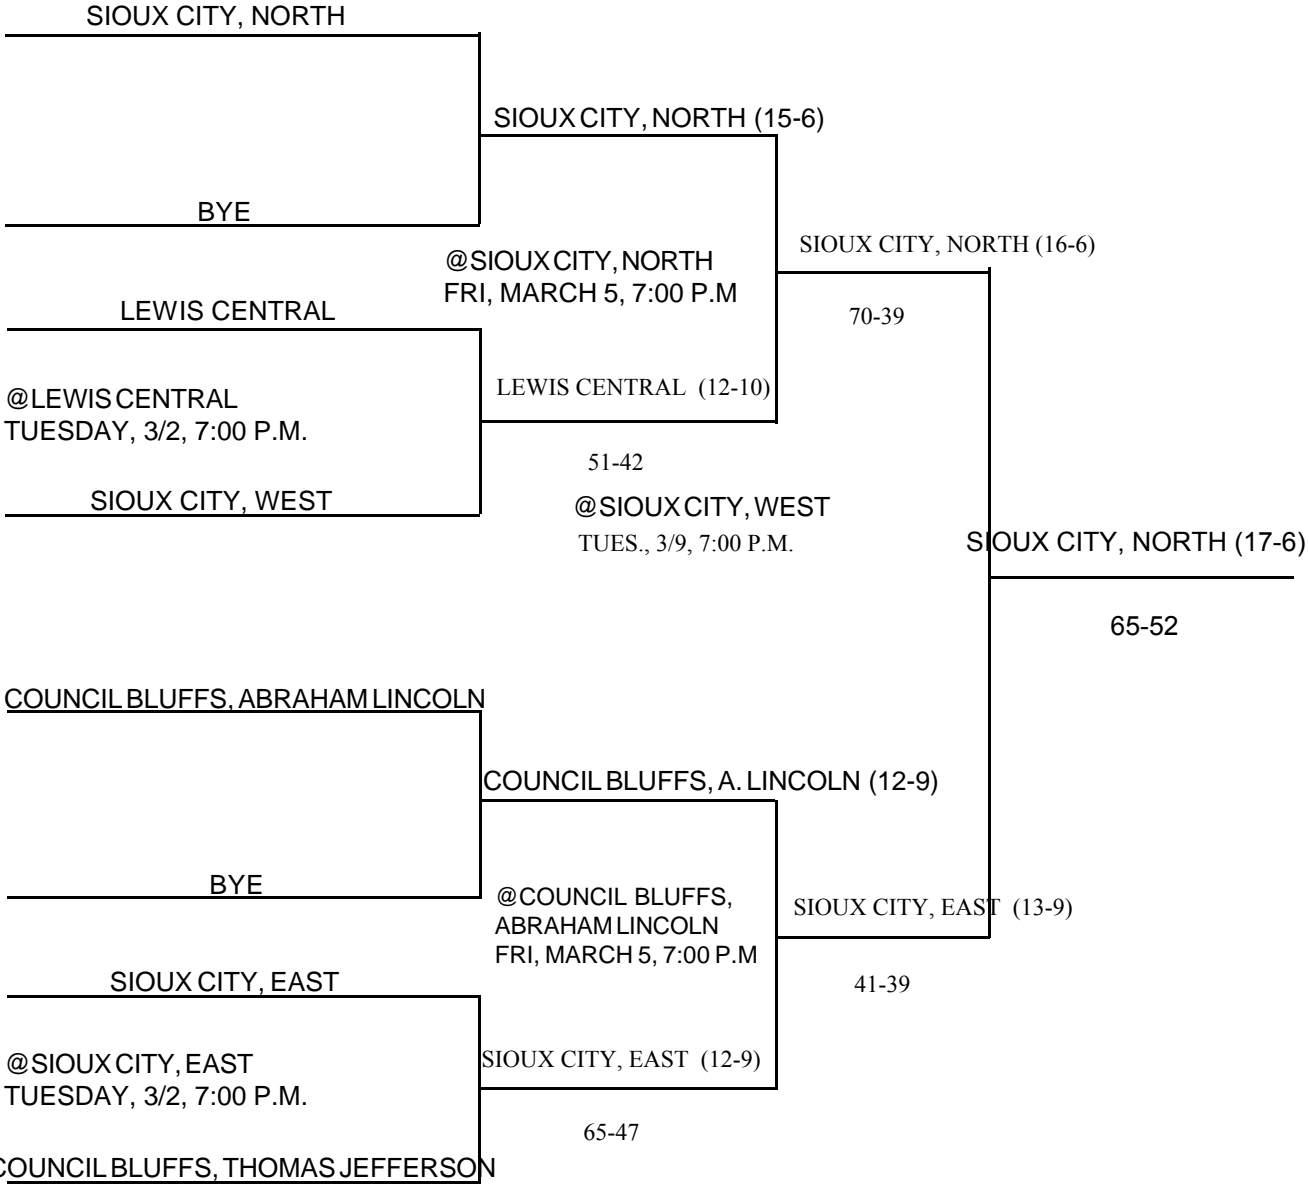 SIOUX CITY, NORTH
SIOUX CITY, NORTH (15-6)
BYE
SIOUX CITY, NORTH (16-6)
@SIOUX CITY, NORTH
FRI, MARCH 5, 7:00 P.M
LEWIS CENTRAL
70-39
@LEWIS CENTRAL
TUESDAY, 3/2, 7:00 P.M.
LEWIS CENTRAL (12-10)
51-42
SIOUX CITY, WEST
@SIOUX CITY, WEST
TUES., 3/9, 7:00 P.M.
SIOUX CITY, NORTH (17-6)
65-52
COUNCIL BLUFFS, ABRAHAM LINCOLN
COUNCIL BLUFFS, A. LINCOLN (12-9)
BYE
@COUNCIL BLUFFS,
ABRAHAM LINCOLN
FRI, MARCH 5, 7:00 P.M
SIOUX CITY, EAST (13-9)
41-39
SIOUX CITY, EAST
@SIOUX CITY, EAST
TUESDAY, 3/2, 7:00 P.M.
SIOUX CITY, EAST (12-9)
65-47
COUNCIL BLUFFS, THOMAS JEFFERSON